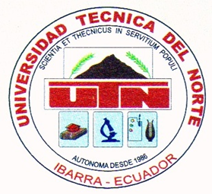 UNIVERSIDAD TECNICA DEL NORTE
SCIENTIA ET THECNICUS IN SERVITIUM POPULI
UTN
AUTONOMA DESDE 1986
IBARRA - ECUADOR